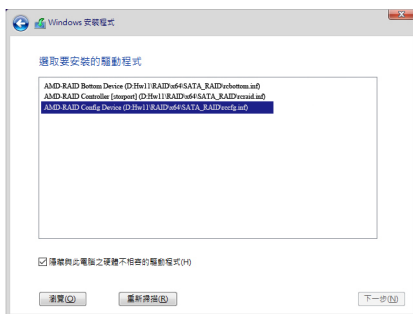 Windows 安裝程式
選取要安裝的驅動程式
AMD-RAID Bottom Device (D:\Hw11\RAID\x64\SATA_RAID\rcbottom.inf)
AMD-RAID Controller [storport] (D:\Hw11\RAID\x64\SATA_RAID\rcraid.inf)
AMD-RAID Config Device (D:\Hw11\RAID\x64\SATA_RAID\rccfg.inf)
隱藏與此電腦之硬體不相容的驅動程式(H)
瀏覽(O) 重新掃描(R) 下一步(N)